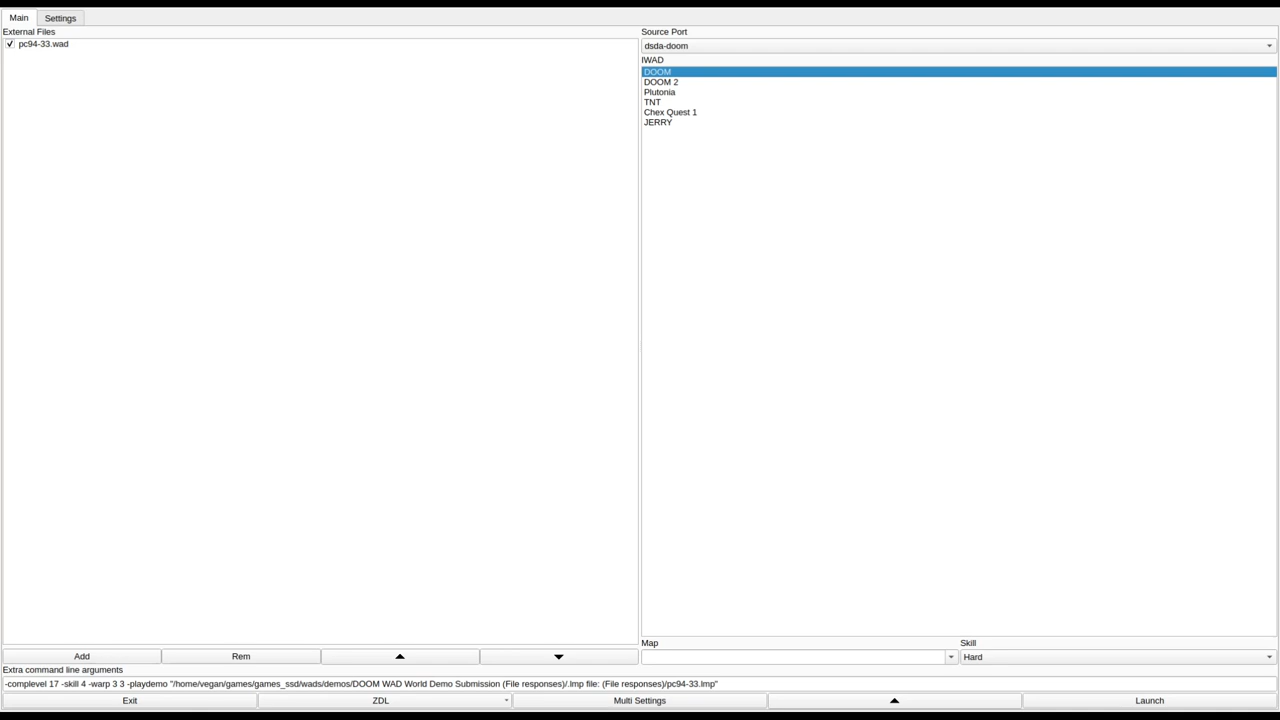 Main Settings
External Files
pc94-33.wad
Source Port
dsda-doom
IWAD
DOOM
DOOM 2
Plutonia
TNT
Chex Quest 1
JERRY
Map Skill
Hard
Add Rem
Extra command line arguments
-complevel 17 -skill 4 -warp 3 3 -playdemo "/home/vegan/games/games_ssd/wads/demos/DOOM WAD World Demo Submission (File responses)/.lmp file: (File responses)/pc94-33.lmp"
Exit ZDL Multi Settings Launch